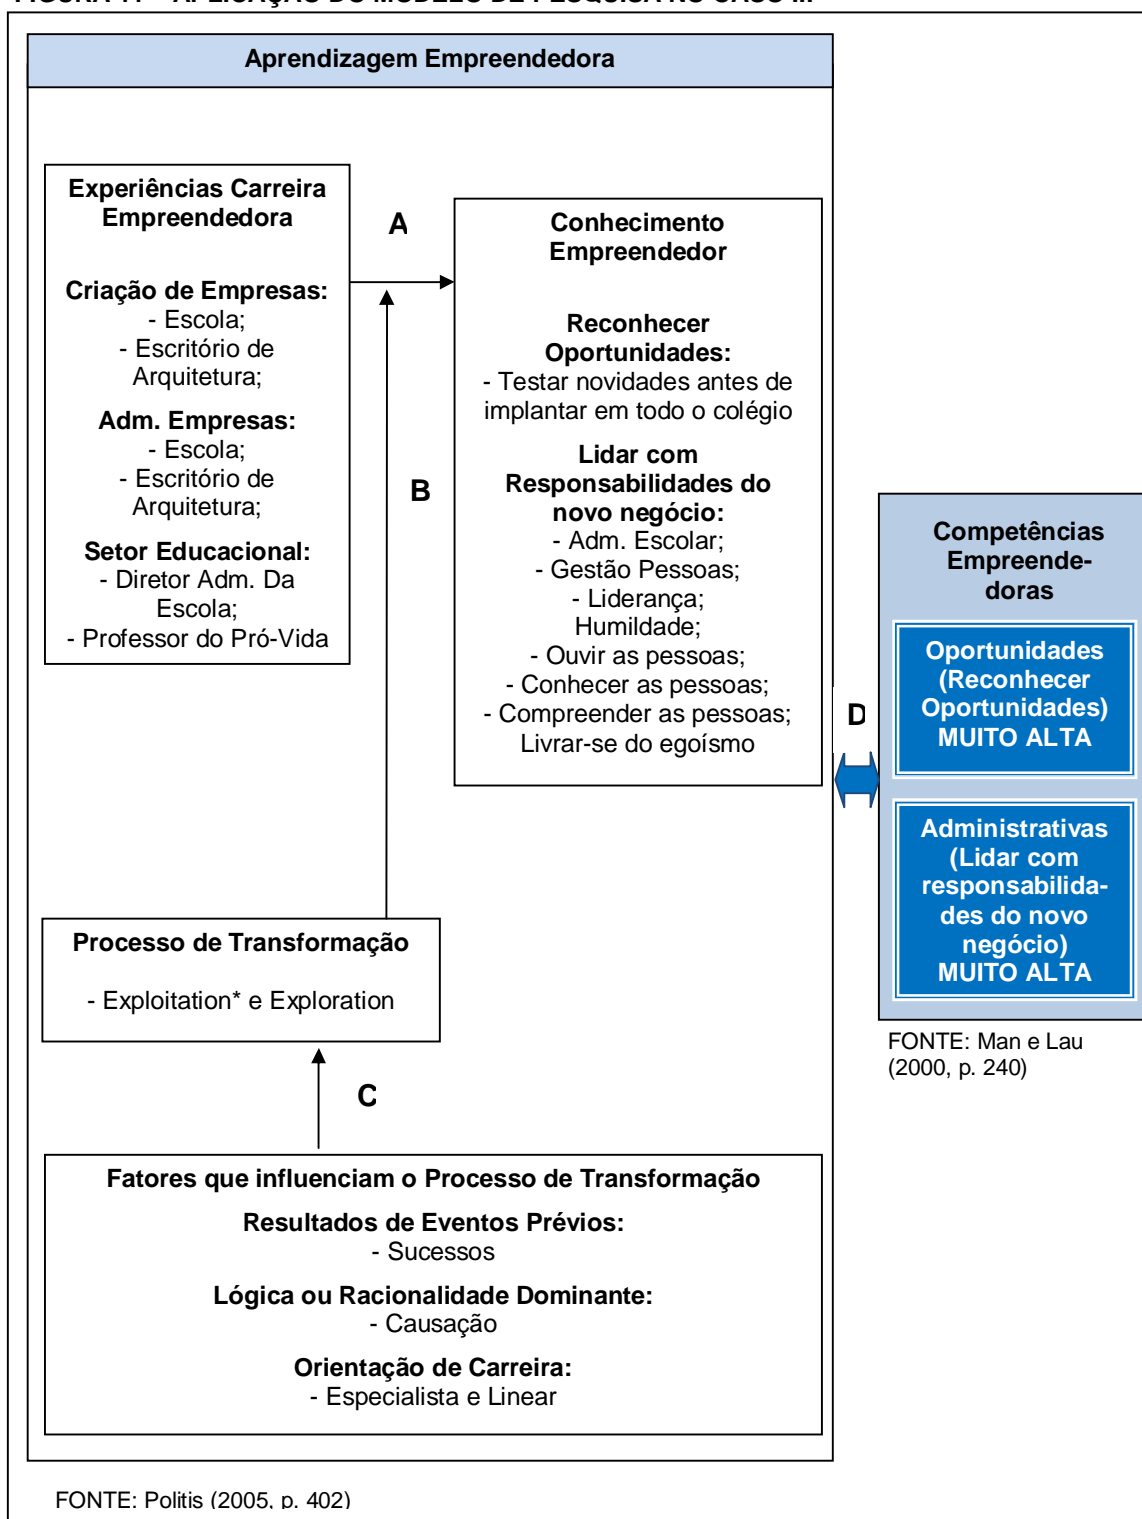 Aprendizagem Empreendedora
Experiências Carreira
Empreendedora
Criação de Empresas:
- Escola;
- Escritório de
Arquitetura;
Adm. Empresas:
- Escola;
- Escritório de
Arquitetura;
Setor Educacional:
- Diretor Adm. Da
Escola;
- Professor do Pró-Vida
A
B
Conhecimento
Empreendedor
Reconhecer
Oportunidades:
- Testar novidades antes de
implantar em todo o colégio
Lidar com
Responsabilidades do
novo negócio:
- Adm. Escolar;
- Gestão Pessoas;
- Liderança;
Humildade;
- Ouvir as pessoas;
- Conhecer as pessoas;
- Compreender as pessoas;
Livrar-se do egoísmo
D
Competências
Empreende-
doras
Oportunidades
(Reconhecer
Oportunidades)
MUITO ALTA
Administrativas
(Lidar com
responsabilida-
des do novo
negócio)
MUITO ALTA
FONTE: Man e Lau
(2000, p. 240)
Processo de Transformação
- Exploitation* e Exploration
C
Fatores que influenciam o Processo de Transformação
Resultados de Eventos Prévios:
- Sucessos
Lógica ou Racionalidade Dominante:
- Causação
Orientação de Carreira:
- Especialista e Linear
FONTE: Politis (2005, p. 402)